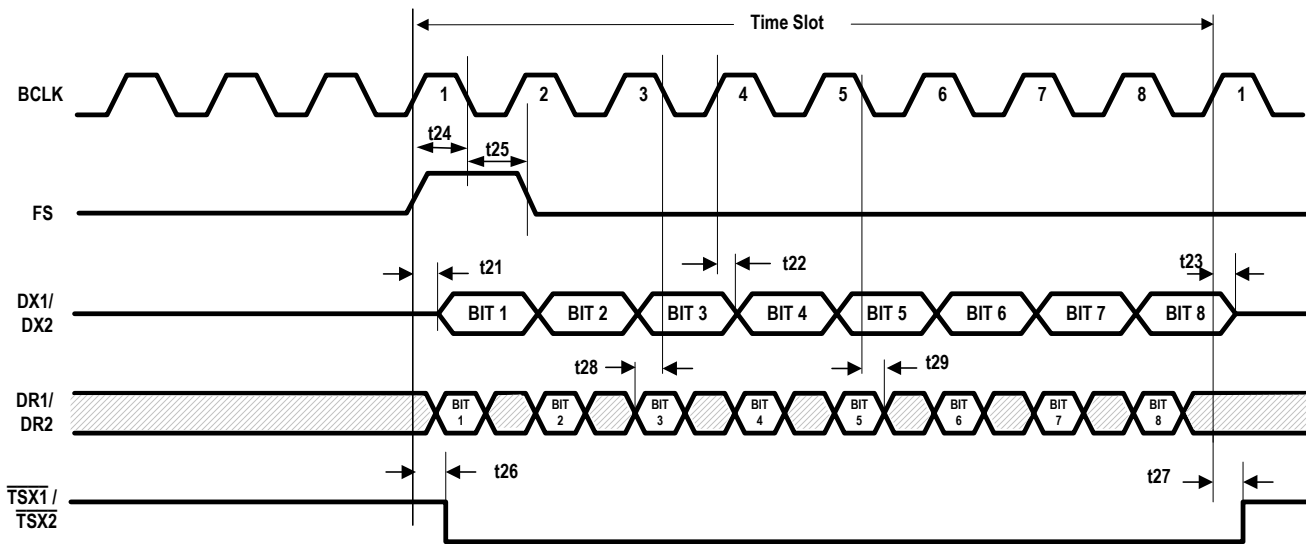 Time Slot
BCLK
1 2 3 4 5 6 7 8 1
t24
t25
FS
t21
t22
t23
DX1/
DX2
BIT 1 BIT 2 BIT 3 BIT 4 BIT 5 BIT 6 BIT 7 BIT 8
t28
t29
DR1/
DR2
BIT 1 BIT 2 BIT 3 BIT 4 BIT 5 BIT 6 BIT 7 BIT 8
t26
t27
TSX1 /
TSX2